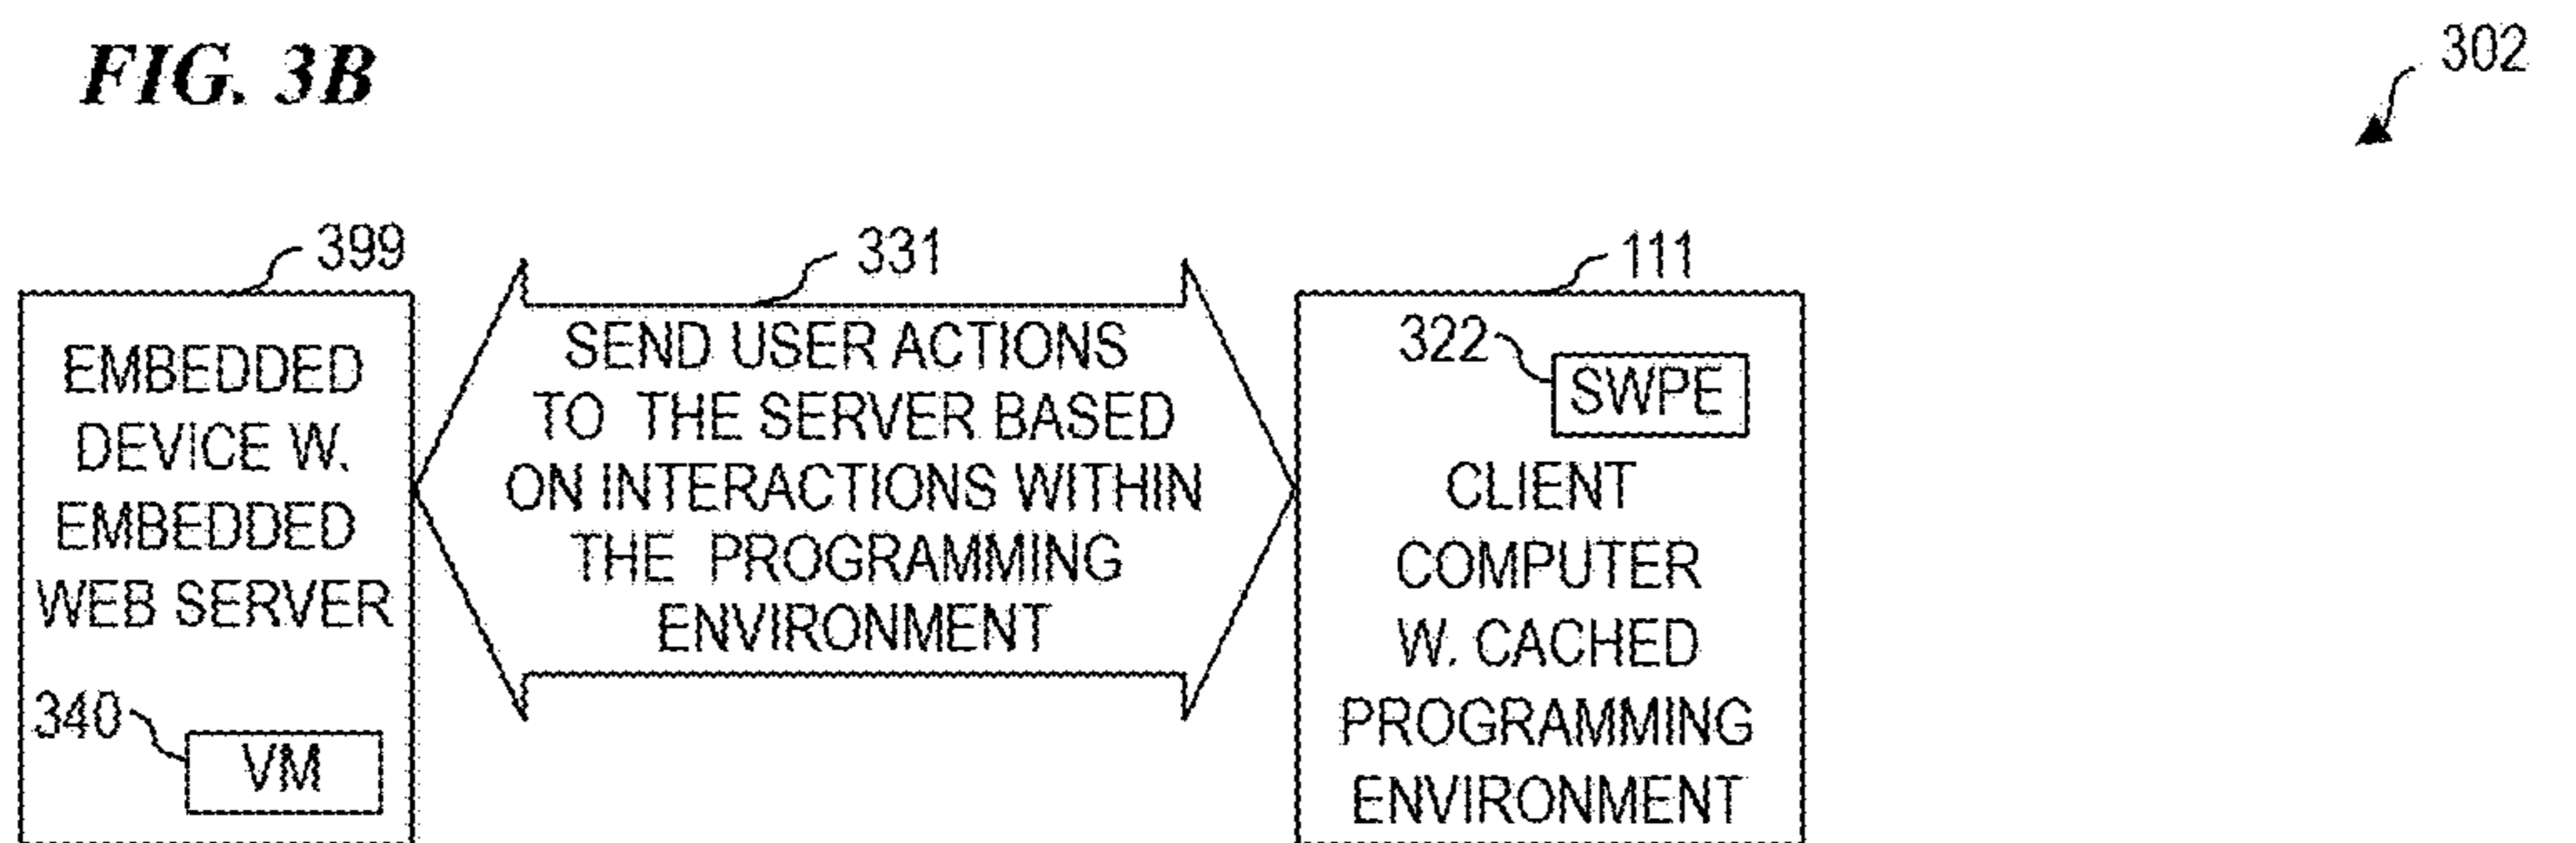 FIG. 3B
302
399
EMBEDDED
DEVICE W.
EMBEDDED
WEB SERVER
340
VM
331
SEND USER ACTIONS
TO THE SERVER BASED
ON INTERACTIONS WITHIN
THE PROGRAMMING
ENVIRONMENT
111
322
SWPE
CLIENT
COMPUTER
W. CACHED
PROGRAMMING
ENVIRONMENT